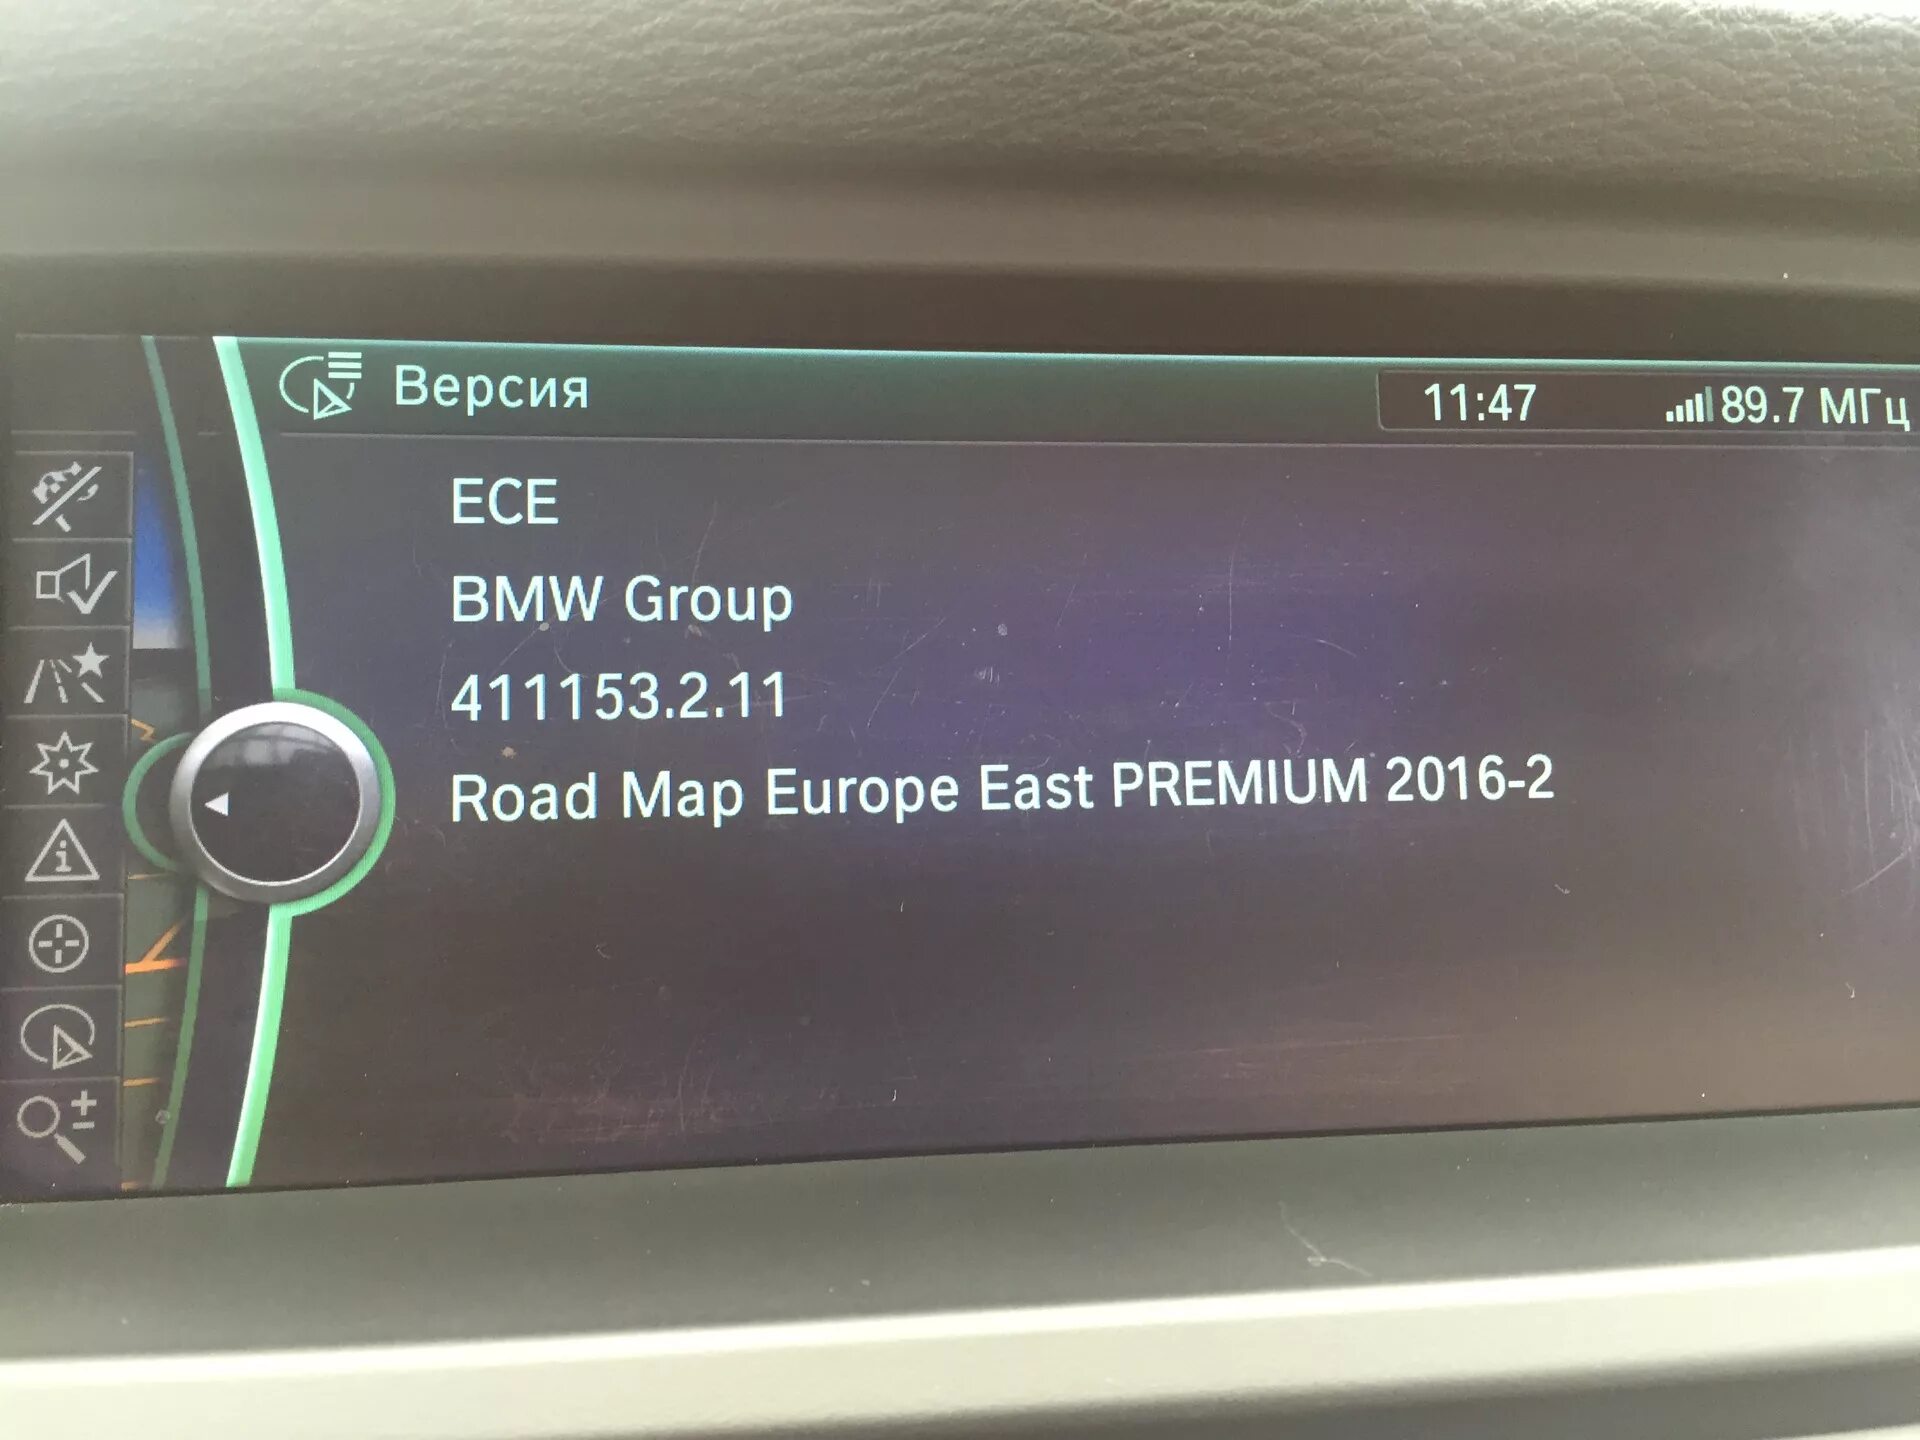 Версия
11:47 89.7 МГц
ECE
BMW Group
411153.2.11
Road Map Europe East PREMIUM 2016-2